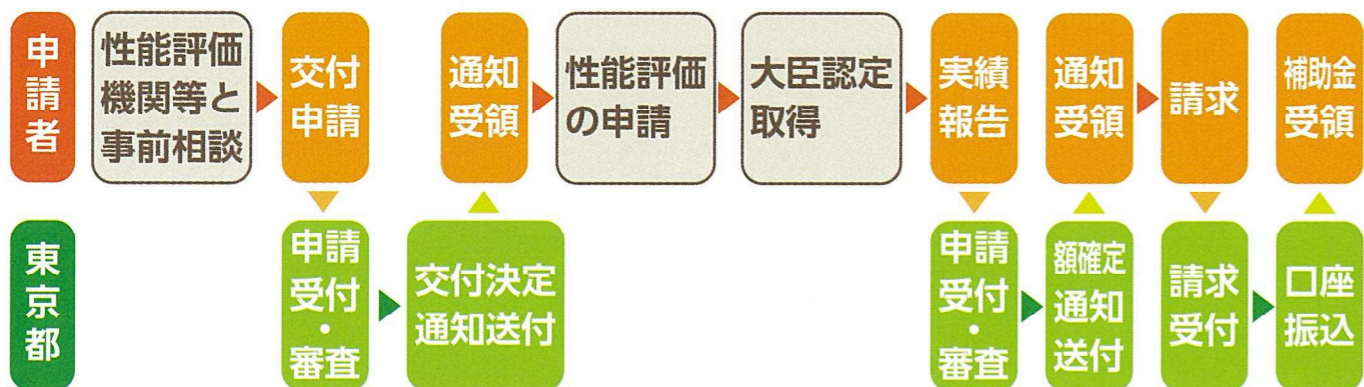 申請者
性能評価
機関等と
事前相談
交付
申請
通知
受領
性能評価
の申請
大臣認定
取得
実績
報告
通知
受領
請求
補助金
受領
東京都
申請
受付
・
審査
交付決定
通知送付
申請
受付
・
審査
額確定
通知
送付
請求
受付
口座
振込